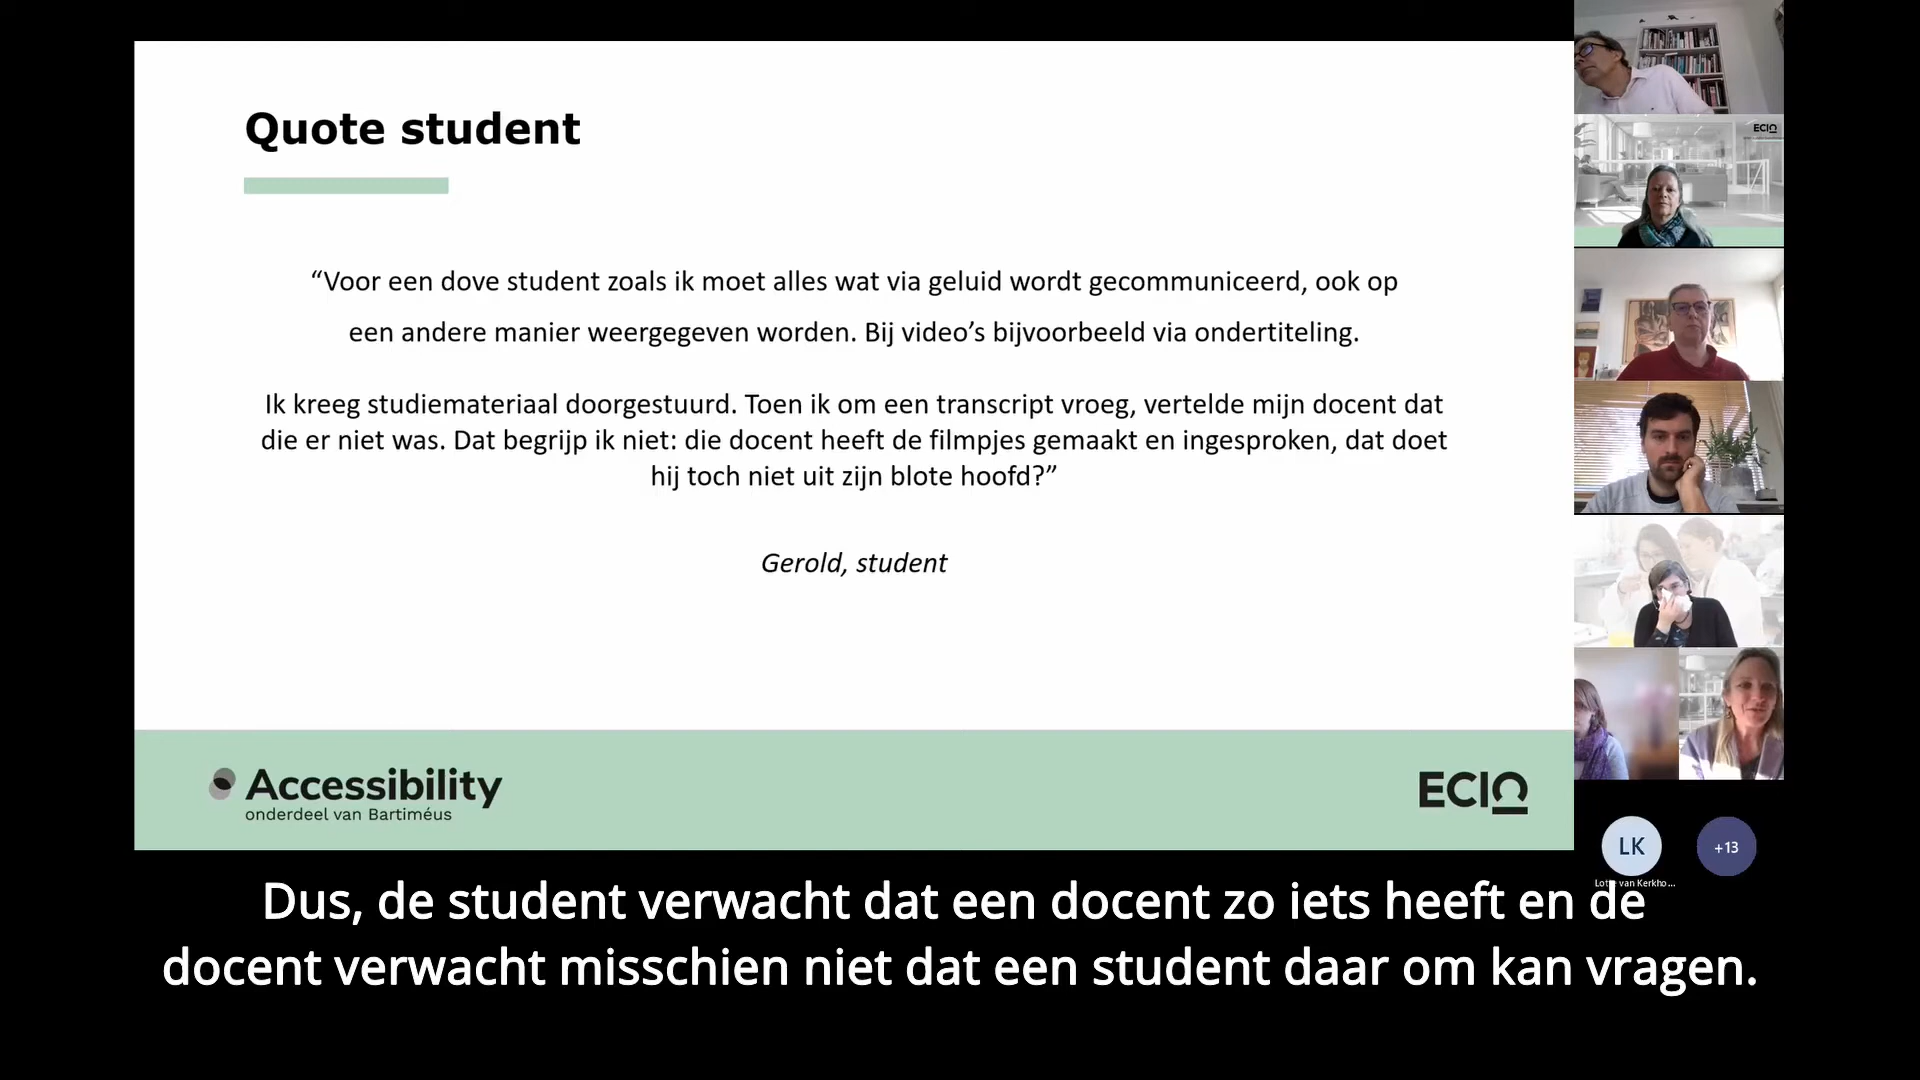 Quote student
“Voor een dove student zoals ik moet alles wat via geluid wordt gecommuniceerd, ook op
een andere manier weergegeven worden. Bij video’s bijvoorbeeld via ondertiteling.
Ik kreeg studiemateriaal doorgestuurd. Toen ik om een transcript vroeg, vertelde mijn docent dat
die er niet was. Dat begrijp ik niet: die docent heeft de filmpjes gemaakt en ingesproken, dat doet
hij toch niet uit zijn blote hoofd?”
Gerold, student
Accessibility
onderdeel van Bartiméus
ECIO
ECIO
LK
+13
Lotte van Kerkho...
Dus, de student verwacht dat een docent zo iets heeft en de
docent verwacht misschien niet dat een student daar om kan vragen.